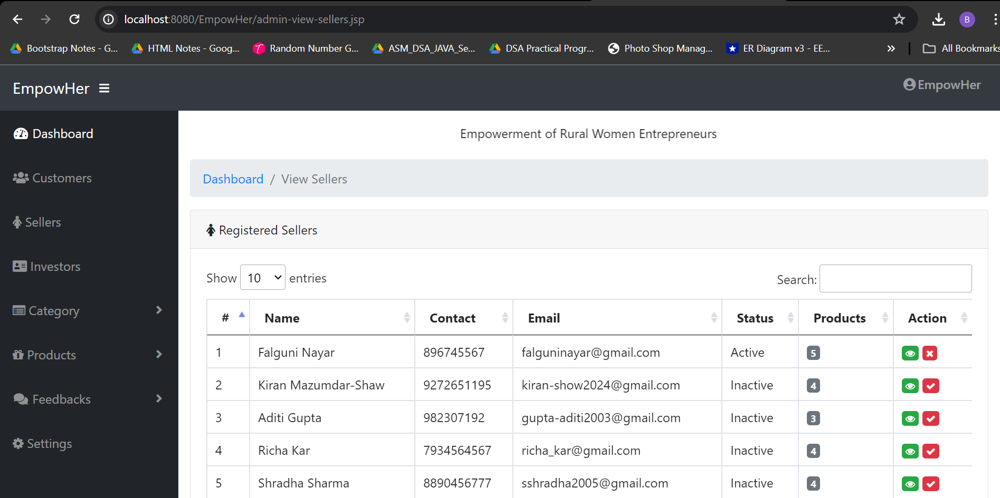 localhost:8080/EmpowHer/admin-view-sellers.jsp
B
Bootstrap Notes - G... HTML Notes - Goog... Random Number G... ASM_DSA_JAVA_Se... DSA Practical Progr... Photo Shop Manag... ER Diagram v3 - EE... » All Bookmarks
EmpowHer
EmpowHer
Dashboard
Customers
Sellers
Investors
Category
Products
Feedbacks
Settings
Empowerment of Rural Women Entrepreneurs
Dashboard / View Sellers
Registered Sellers
Show 10 entries
Search:
# Name Contact Email Status Products Action
1 Falguni Nayar 896745567 falguninayar@gmail.com Active 5
2 Kiran Mazumdar-Shaw 9272651195 kiran-show2024@gmail.com Inactive 4
3 Aditi Gupta 982307192 gupta-aditi2003@gmail.com Inactive 3
4 Richa Kar 7934564567 richa_kar@gmail.com Inactive 4
5 Shradha Sharma 8890456777 sshradha2005@gmail.com Inactive 4